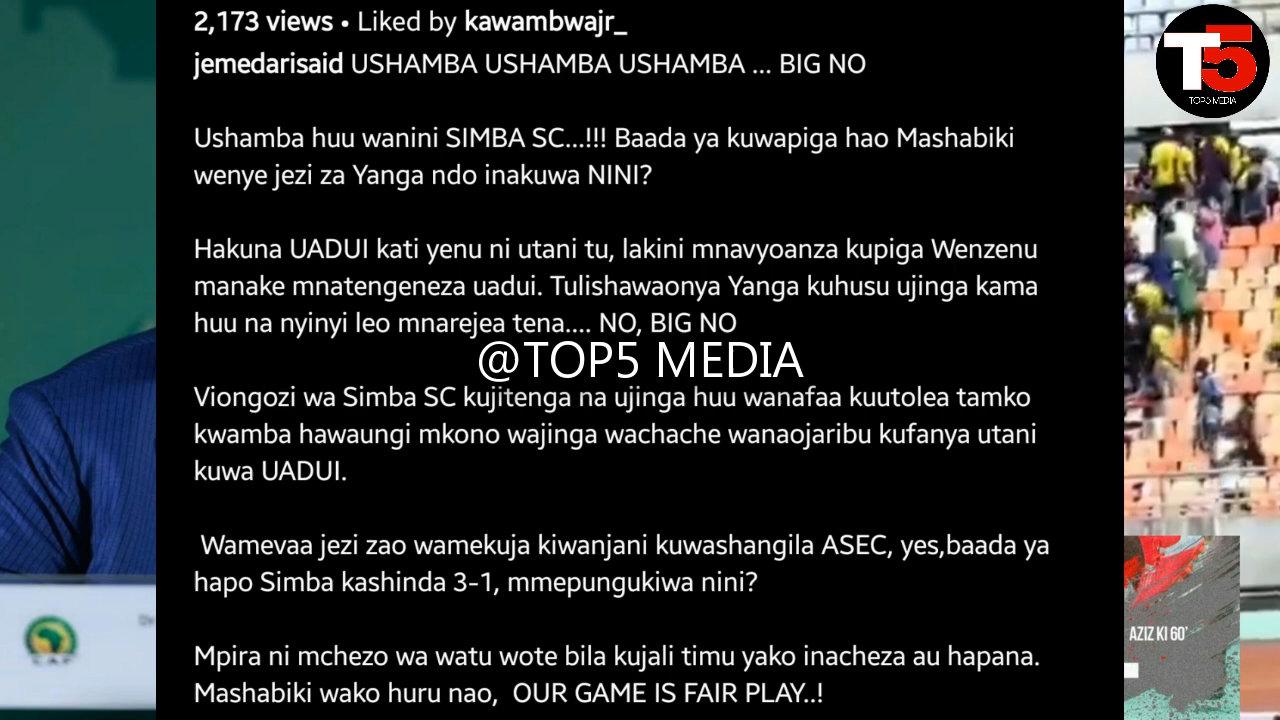 2,173 views • Liked by kawambwajr_
jemedarisaid USHAMBA USHAMBA USHAMBA ... BIG NO
Ushamba huu wanini SIMBA SC...!!! Baada ya kuwapiga hao Mashabiki
wenye jezi za Yanga ndo inakuwa NINI?
Hakuna UADUI kati yenu ni utani tu, lakini mnavyoanza kupiga Wenzenu
manake mnatengeneza uadui. Tulishawaonya Yanga kuhusu ujinga kama
huu na nyinyi leo mnarejea tena.... NO, BIG NO
@TOP5 MEDIA
Viongozi wa Simba SC kujitenga na ujinga huu wanafaa kuutolea tamko
kwamba hawaungi mkono wajinga wachache wanaojaribu kufanya utani
kuwa UADUI.
Wamevaa jezi zao wamekuja kiwanjani kuwashangila ASEC, yes,baada ya
hapo Simba kashinda 3-1, mmepungukiwa nini?
Mpira ni mchezo wa watu wote bila kujali timu yako inacheza au hapana.
Mashabiki wako huru nao, OUR GAME IS FAIR PLAY..!
T5
TOP5 MEDIA
AZIZ KI 60'
CAF